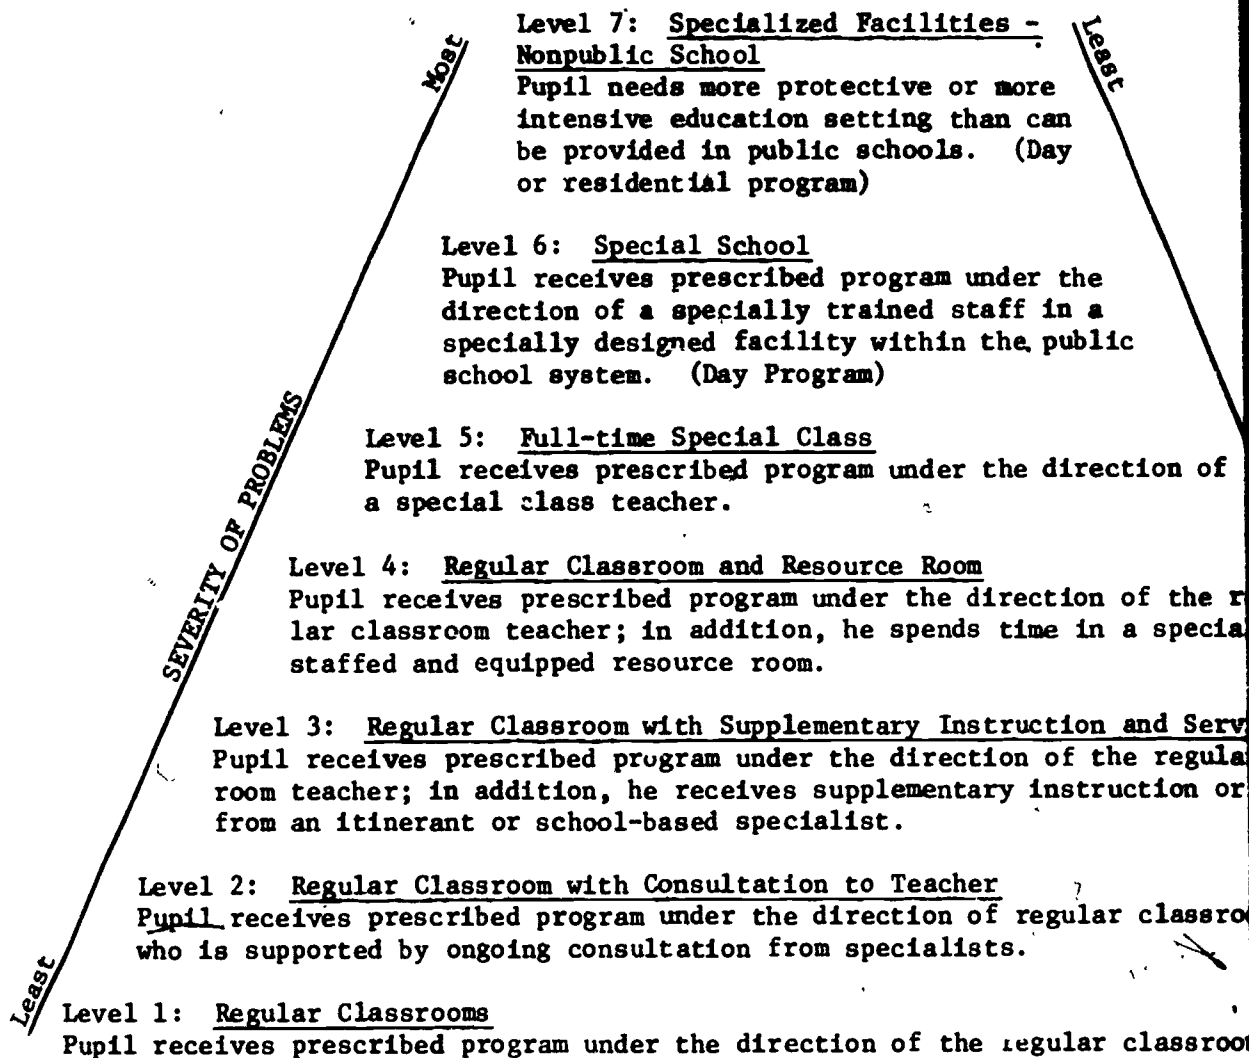 Most
Least
Level 7: Specialized Facilities -
Nonpublic School
Pupil needs more protective or more
intensive education setting than can
be provided in public schools. (Day
or residential program)
Level 6: Special School
Pupil receives prescribed program under the
direction of a specially trained staff in a
specially designed facility within the public
school system. (Day Program)
SEVERITY OF PROBLEMS
Level 5: Full-time Special Class
Pupil receives prescribed program under the direction of
a special class teacher.
Level 4: Regular Classroom and Resource Room
Pupil receives prescribed program under the direction of the r
lar classroom teacher; in addition, he spends time in a specia
staffed and equipped resource room.
Level 3: Regular Classroom with Supplementary Instruction and Serv
Pupil receives prescribed program under the direction of the regula
room teacher; in addition, he receives supplementary instruction or
from an itinerant or school-based specialist.
Level 2: Regular Classroom with Consultation to Teacher
Pupil receives prescribed program under the direction of regular classro
who is supported by ongoing consultation from specialists.
Least
Level 1: Regular Classrooms
Pupil receives prescribed program under the direction of the regular classroo